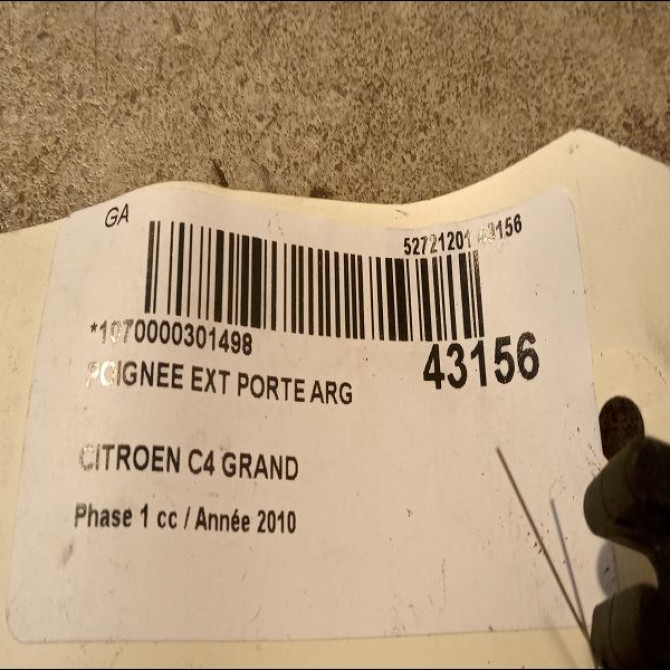 GA
52721201 43156
*1070000301498
43156
POIGNEE EXT PORTE ARG
CITROEN C4 GRAND
Phase 1 cc / Année 2010